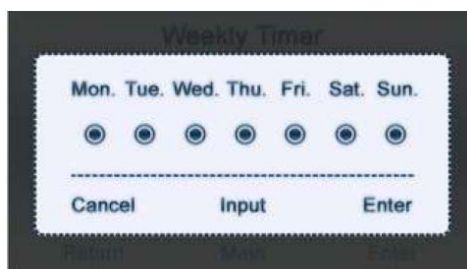 Weekly Timer
Mon. Tue. Wed. Thu. Fri. Sat. Sun.
Cancel Input Enter
Return Main Enter